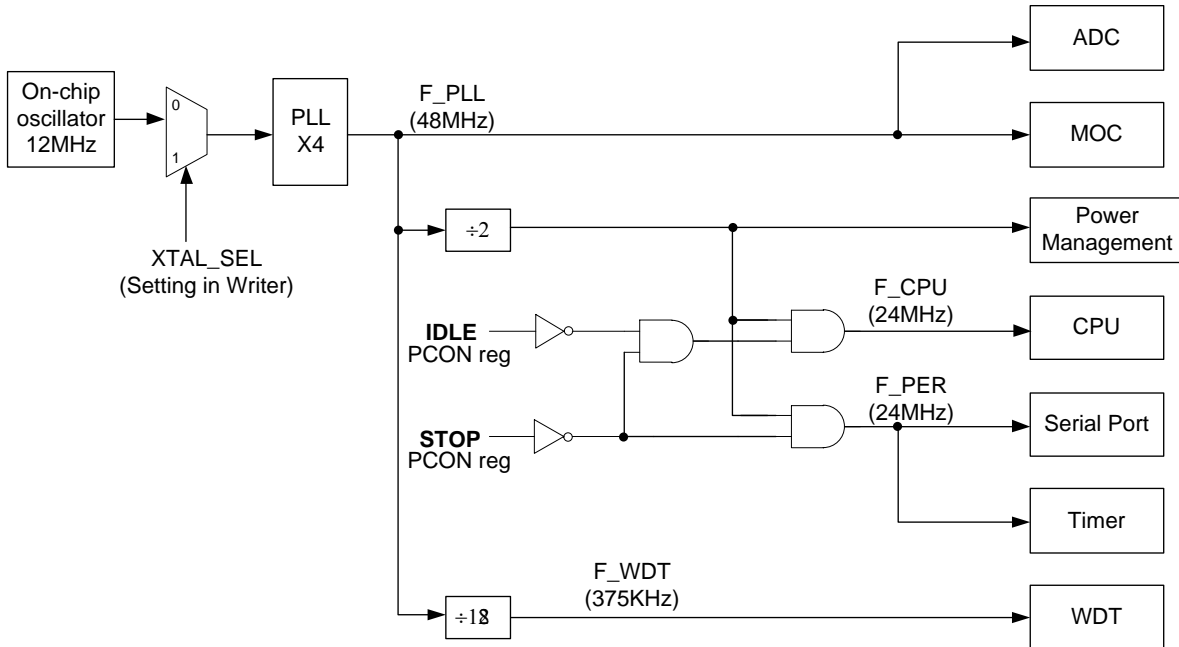 On-chip
oscillator
12MHz
0
1
XTAL_SEL
(Setting in Writer)
PLL
X4
F_PLL
(48MHz)
ADC
MOC
÷2
Power
Management
IDLE
PCON reg
F_CPU
(24MHz)
CPU
STOP
PCON reg
F_PER
(24MHz)
Serial Port
Timer
÷128
F_WDT
(375KHz)
WDT